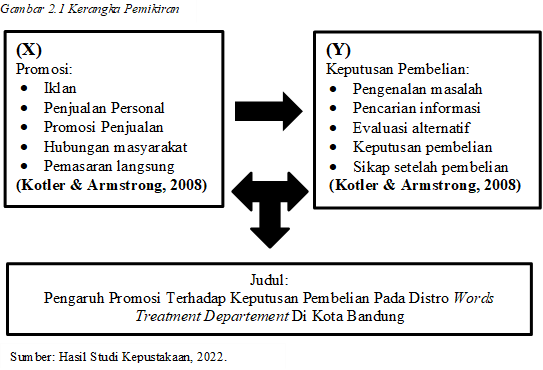 Gambar 2.1 Kerangka Pemikiran
(X)
Promosi:
• Iklan
• Penjualan Personal
• Promosi Penjualan
• Hubungan masyarakat
• Pemasaran langsung
(Kotler & Armstrong, 2008)
(Y)
Keputusan Pembelian:
• Pengenalan masalah
• Pencarian informasi
• Evaluasi alternatif
• Keputusan pembelian
• Sikap setelah pembelian
(Kotler & Armstrong, 2008)
Judul:
Pengaruh Promosi Terhadap Keputusan Pembelian Pada Distro Words
Treatment Departement Di Kota Bandung
Sumber: Hasil Studi Kepustakaan, 2022.